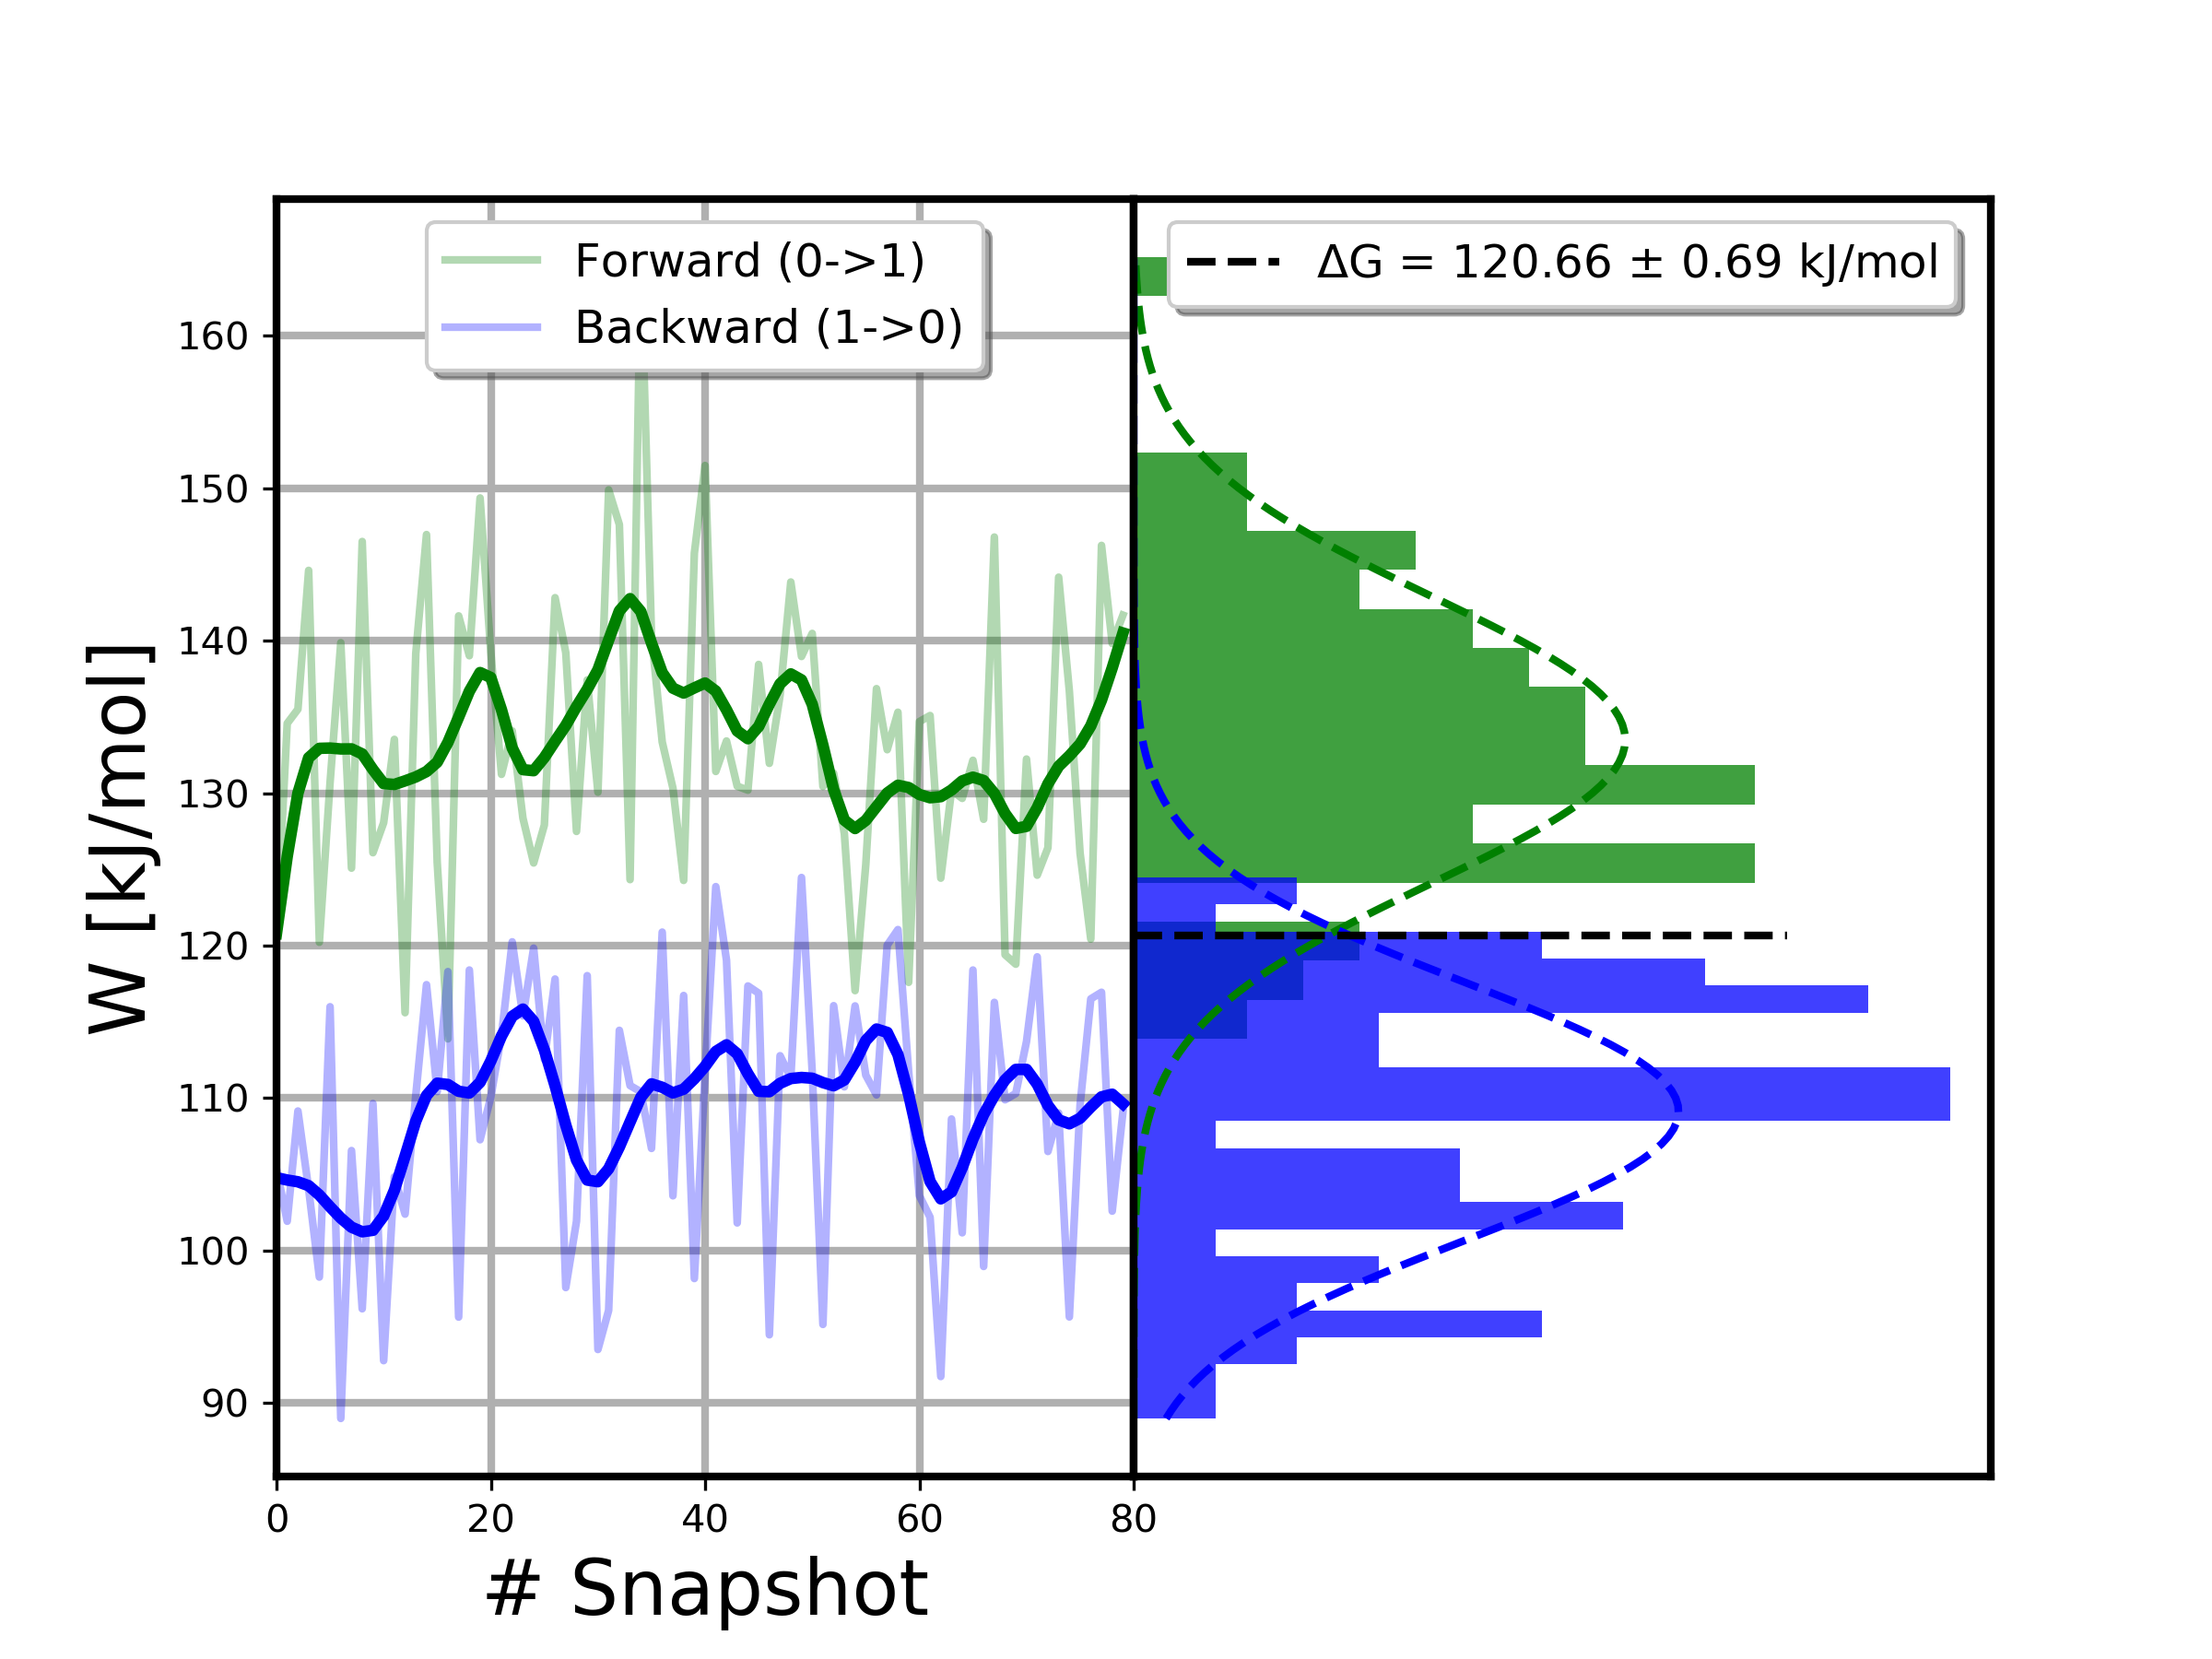 Forward (0->1)
Backward (1->0)
ΔG = 120.66 ± 0.69 kJ/mol
W [kJ/mol]
160
150
140
130
120
110
100
90
0 20 40 60 80
# Snapshot